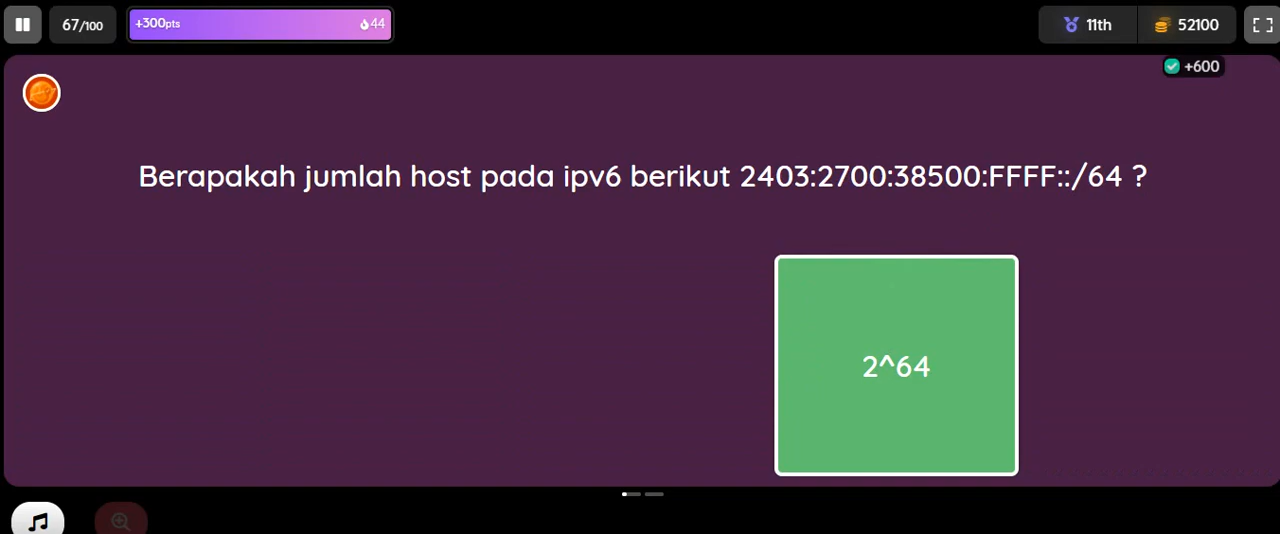 67/100
+300pts
44
11th
52100
+600
Berapakah jumlah host pada ipv6 berikut 2403:2700:38500:FFFF::/64 ?
2^64